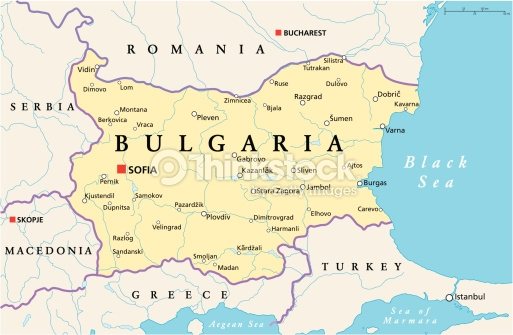 BUCHAREST
ROMANIA
Silistra
Tutrakan
Vidin
Dimovo
Lom
Ruse
Dulovo
Zimnicea
Razgrad
Dobrič
SERBIA
Montana
Bjala
Kavarna
Berkovica
Vraca
Pleven
Šumen
Varna
BULGARIA
Gabrovo
Black
Sea
SOFIA
Kazanlǎk
Sliven
Ajtos
Thinkstock
Pernik
Stara Zagora
Jambol
Burgas
Kjustendil
Samokov
Dupnitsa
Pazardžik
Plovdiv
Dimitrovgrad
Elhovo
Carevo
SKOPJE
Velingrad
Harmanli
Razlog
Sandanski
Smoljan
Kărdžali
Madan
MACEDONIA
TURKEY
GREECE
Istanbul
Aegean Sea
Sea of
Marmara